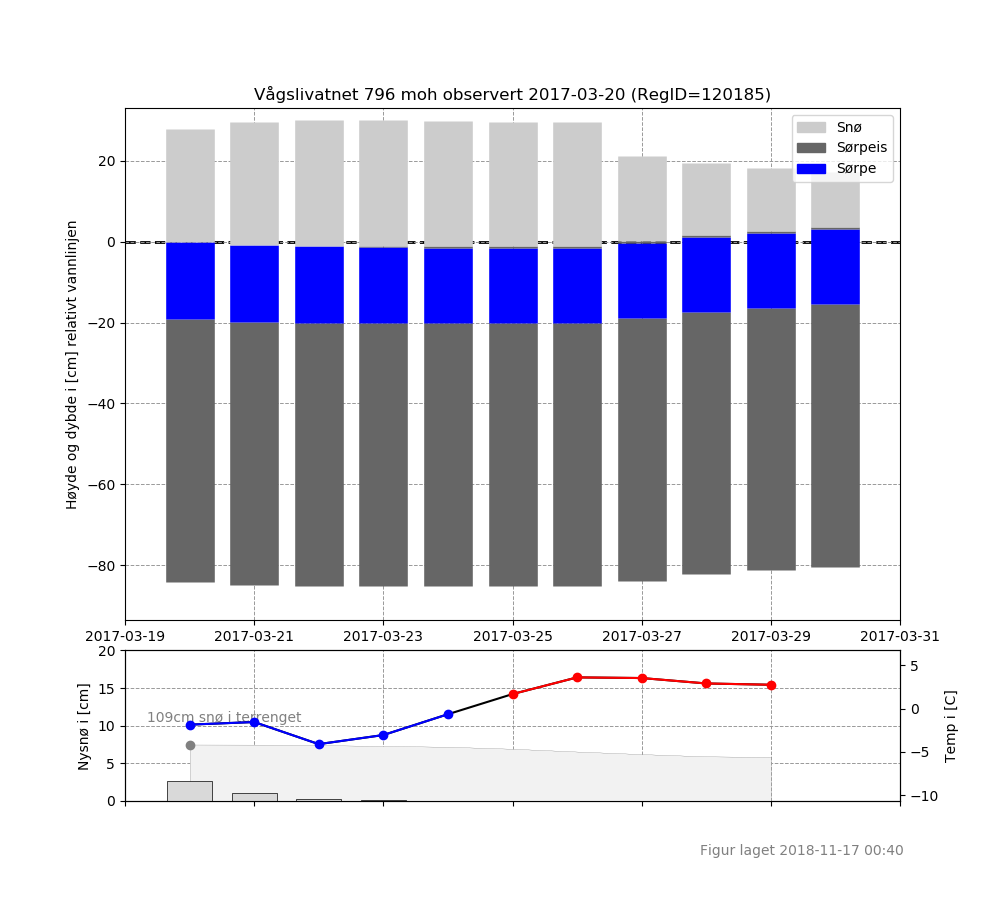 Vågslivatnet 796 moh observert 2017-03-20 (RegID=120185)
Snø
Sørpeis
Sørpe
Høyde og dybde i [cm] relativt vannlinjen
20
0
−20
−40
−60
−80
2017-03-19 2017-03-21 2017-03-23 2017-03-25 2017-03-27 2017-03-29 2017-03-31
Nysnø i [cm]
20
15
10
5
0
109cm snø i terrenget
5
0
−5
−10
Temp i [C]
Figur laget 2018-11-17 00:40